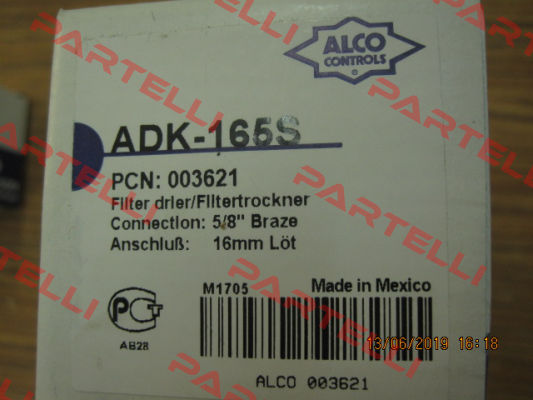 ALCO
CONTROLS
®
ADK-165S
PCN: 003621
Filter drier/Filtertrockner
Connection: 5/8" Braze
Anschluß: 16mm Löt
M1705 Made in Mexico
AB28
ALCO 003621
13/06/2019 16:18
PARTELLI
PARTELLI
PARTELLI
PARTELLI
PARTELLI